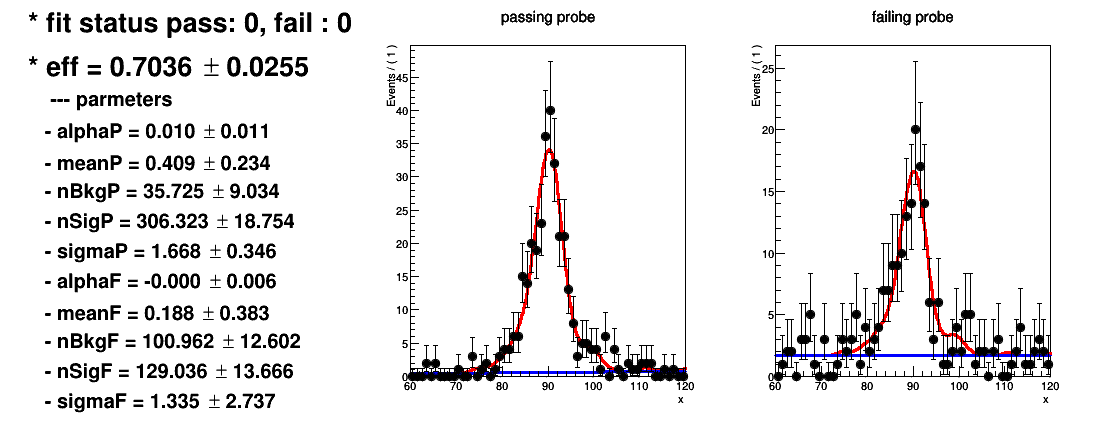 * fit status pass: 0, fail : 0
* eff = 0.7036 ± 0.0255
--- parmeters
- alphaP = 0.010 ± 0.011
- meanP = 0.409 ± 0.234
- nBkgP = 35.725 ± 9.034
- nSigP = 306.323 ± 18.754
- sigmaP = 1.668 ± 0.346
- alphaF = -0.000 ± 0.006
- meanF = 0.188 ± 0.383
- nBkgF = 100.962 ± 12.602
- nSigF = 129.036 ± 13.666
- sigmaF = 1.335 ± 2.737
passing probe
Events / ( 1 )
45
40
35
30
25
20
15
10
5
0
60 70 80 90 100 110 120
x
failing probe
Events / ( 1 )
25
20
15
10
5
0
60 70 80 90 100 110 120
x